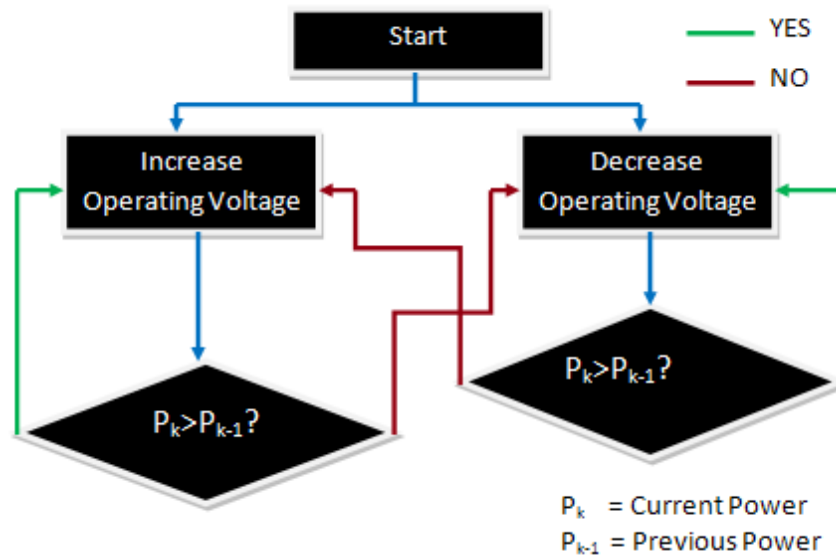 Start
YES
NO
Increase
Operating Voltage
Decrease
Operating Voltage
Pₖ>Pₖ₋₁?
Pₖ>Pₖ₋₁?
Pₖ = Current Power
Pₖ₋₁ = Previous Power